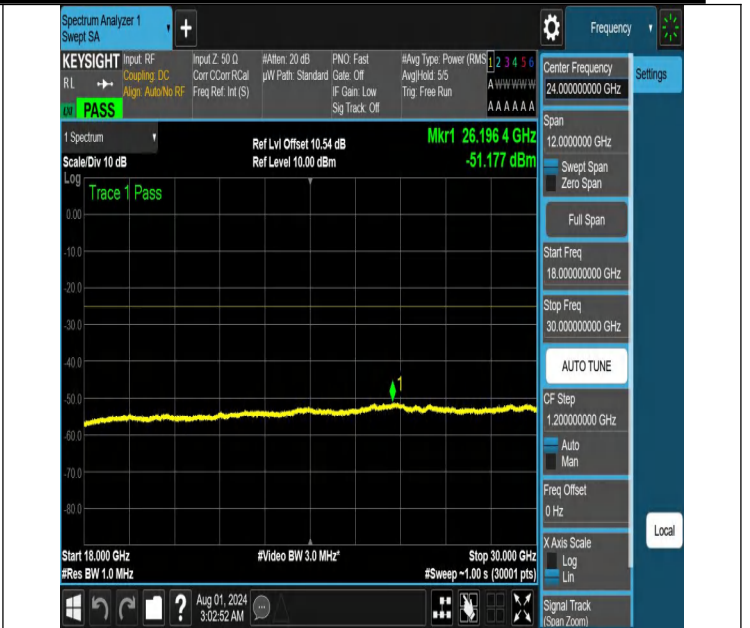 Spectrum Analyzer 1
Swept SA
Frequency
KEYSIGHT
RL
PASS
Input: RF
Coupling: DC
Align: Auto/No RF
Input Z: 50 Ω
Corr CCorr RCal
Freq Ref: Int (S)
#Atten: 20 dB
µW Path: Standard
PNO: Fast
Gate: Off
IF Gain: Low
Sig Track: Off
#Avg Type: Power (RMS
Avg|Hold: 5/5
Trig: Free Run
1 2 3 4 5 6
A W W W W W
A A A A A A
1 Spectrum
Scale/Div 10 dB
Ref Lvl Offset 10.54 dB
Ref Level 10.00 dBm
Mkr1 26.196 4 GHz
-51.177 dBm
Log
Trace 1 Pass
0.00
-10.0
-20.0
-30.0
-40.0
-50.0
-60.0
-70.0
-80.0
1
Start 18.000 GHz
#Res BW 1.0 MHz
#Video BW 3.0 MHz*
Stop 30.000 GHz
#Sweep ~1.00 s (30001 pts)
Aug 01, 2024
3:02:52 AM
Center Frequency
24.000000000 GHz
Settings
Span
12.0000000 GHz
Swept Span
Zero Span
Full Span
Start Freq
18.000000000 GHz
Stop Freq
30.000000000 GHz
AUTO TUNE
CF Step
1.200000000 GHz
Auto
Man
Freq Offset
0 Hz
X Axis Scale
Log
Lin
Local
Signal Track
(Span Zoom)